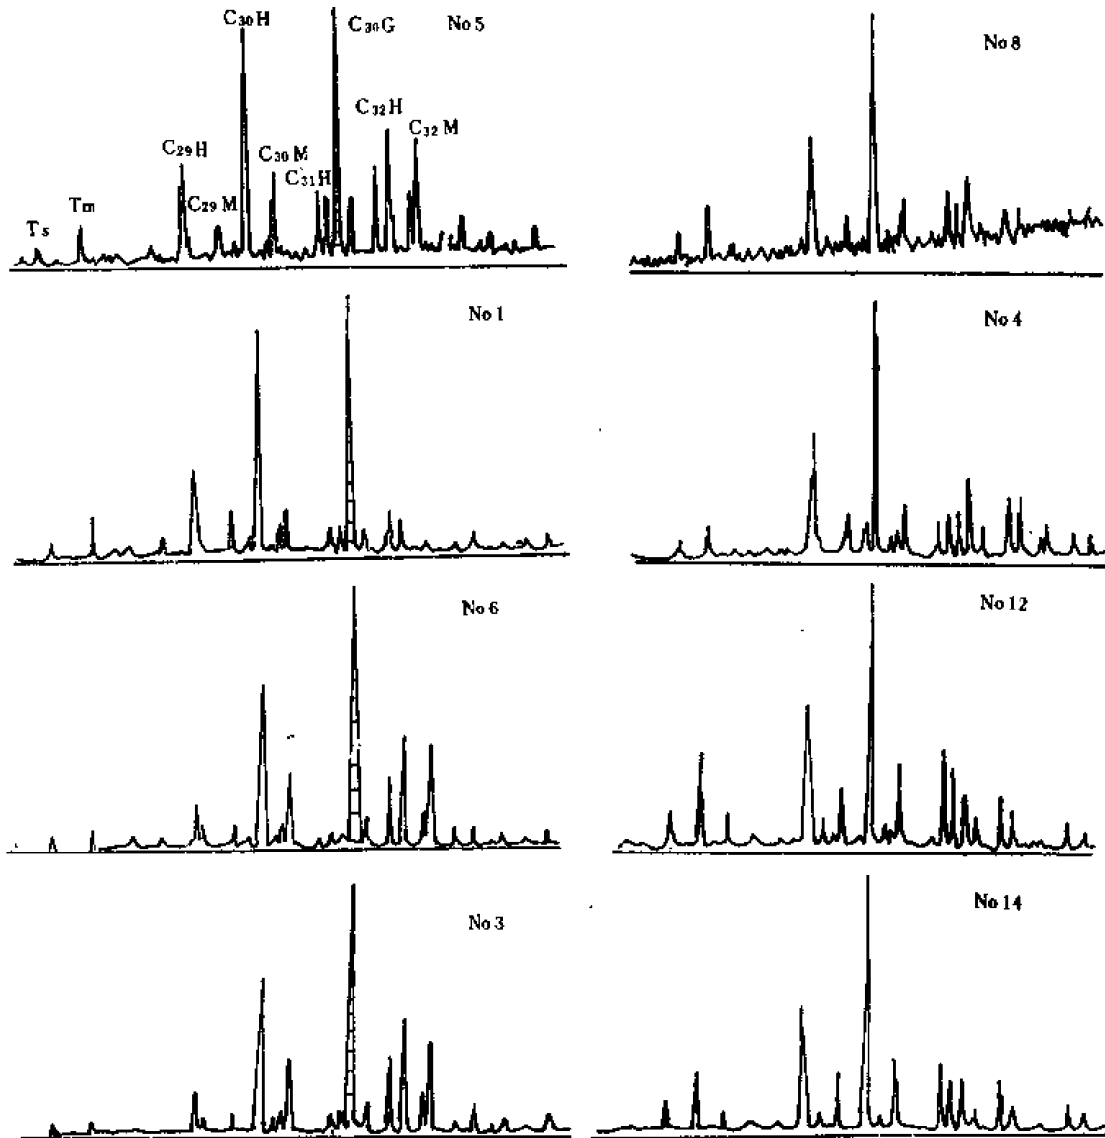 C₃₀H
C₃₀G
No 5
C₃₂H
C₃₂M
C₂₉H
C₃₀M
C₃₁H
C₂₉M
Tm
Ts
No 8
No 1
No 4
No 6
No 12
No 3
No 14